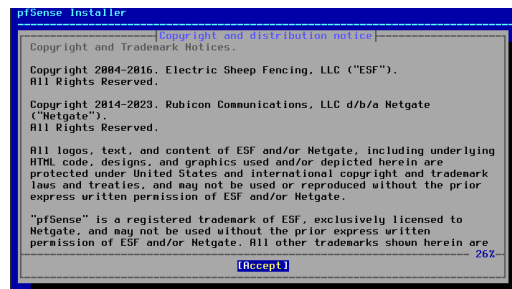 pfSense Installer
Copyright and distribution notice
Copyright and Trademark Notices.
Copyright 2004-2016. Electric Sheep Fencing, LLC ("ESF").
All Rights Reserved.
Copyright 2014-2023. Rubicon Communications, LLC d/b/a Netgate
("Netgate").
All Rights Reserved.
All logos, text, and content of ESF and/or Netgate, including underlying
HTML code, designs, and graphics used and/or depicted herein are
protected under United States and international copyright and trademark
laws and treaties, and may not be used or reproduced without the prior
express written permission of ESF and/or Netgate.
"pfSense" is a registered trademark of ESF, exclusively licensed to
Netgate, and may not be used without the prior express written
permission of ESF and/or Netgate. All other trademarks shown herein are
26%
[Accept]